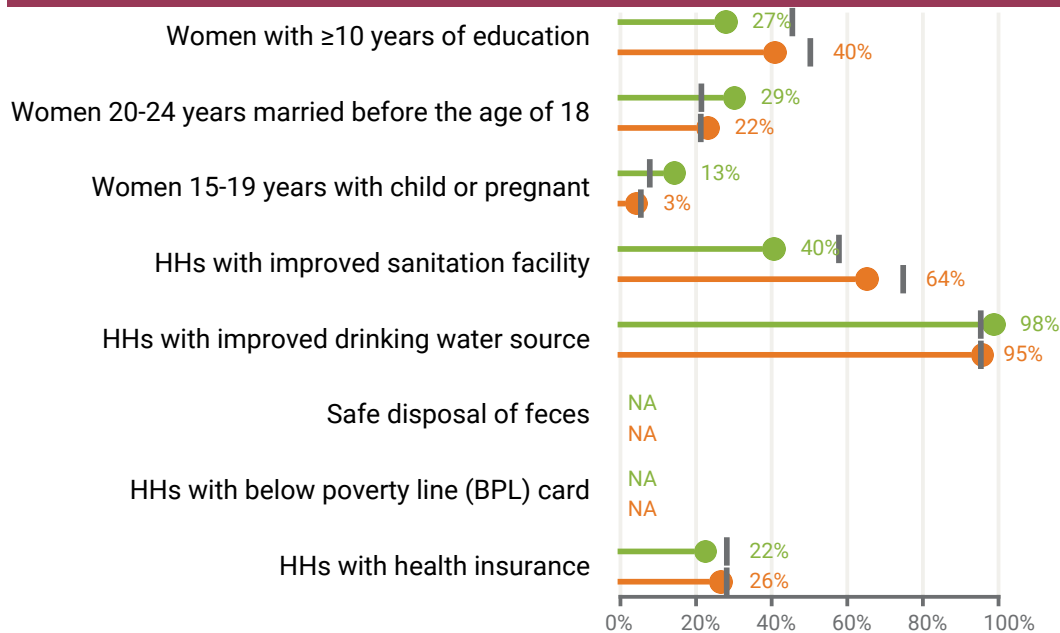 Women with ≥10 years of education
27%
40%
Women 20-24 years married before the age of 18
29%
22%
Women 15-19 years with child or pregnant
13%
3%
HHs with improved sanitation facility
40%
64%
HHs with improved drinking water source
98%
95%
Safe disposal of feces
NA
NA
HHs with below poverty line (BPL) card
NA
NA
HHs with health insurance
22%
26%
0% 20% 40% 60% 80% 100%